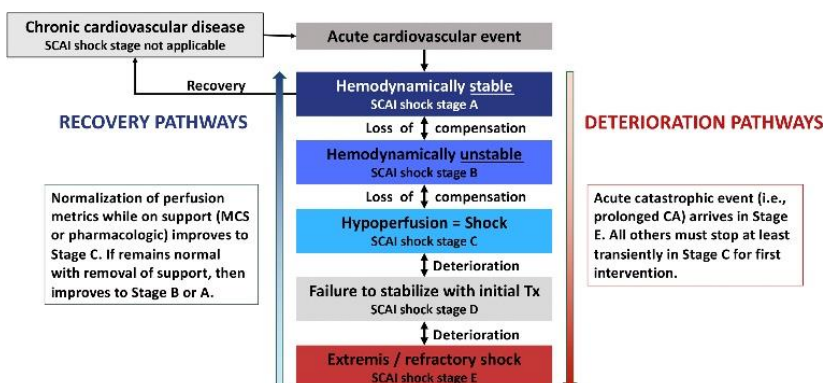 Chronic cardiovascular disease
SCAI shock stage not applicable
Acute cardiovascular event
Recovery
Hemodynamically stable
SCAI shock stage A
RECOVERY PATHWAYS
Loss of compensation
DETERIORATION PATHWAYS
Hemodynamically unstable
SCAI shock stage B
Loss of compensation
Normalization of perfusion
metrics while on support (MCS
or pharmacologic) improves to
Stage C. If remains normal
with removal of support, then
improves to Stage B or A.
Hypoperfusion = Shock
SCAI shock stage C
Acute catastrophic event (i.e.,
prolonged CA) arrives in Stage
E. All others must stop at least
transiently in Stage C for first
intervention.
Deterioration
Failure to stabilize with initial Tx
SCAI shock stage D
Deterioration
Extremis / refractory shock
SCAI shock stage E